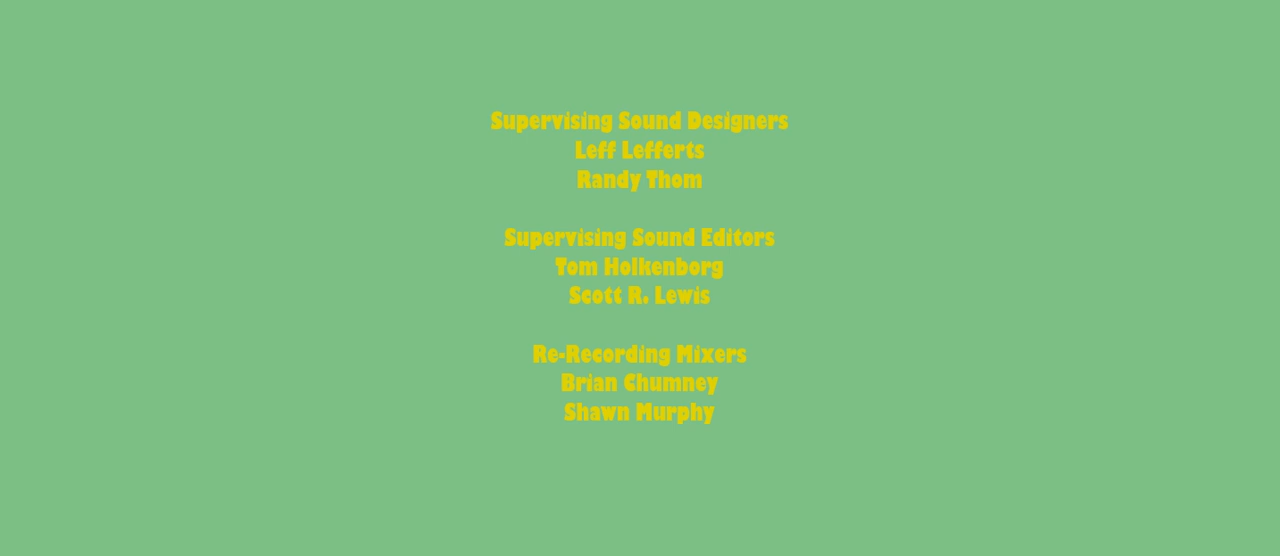 Supervising Sound Designers
Leff Lefferts
Randy Thom
Supervising Sound Editors
Tom Holkenborg
Scott R. Lewis
Re-Recording Mixers
Brian Chumney
Shawn Murphy